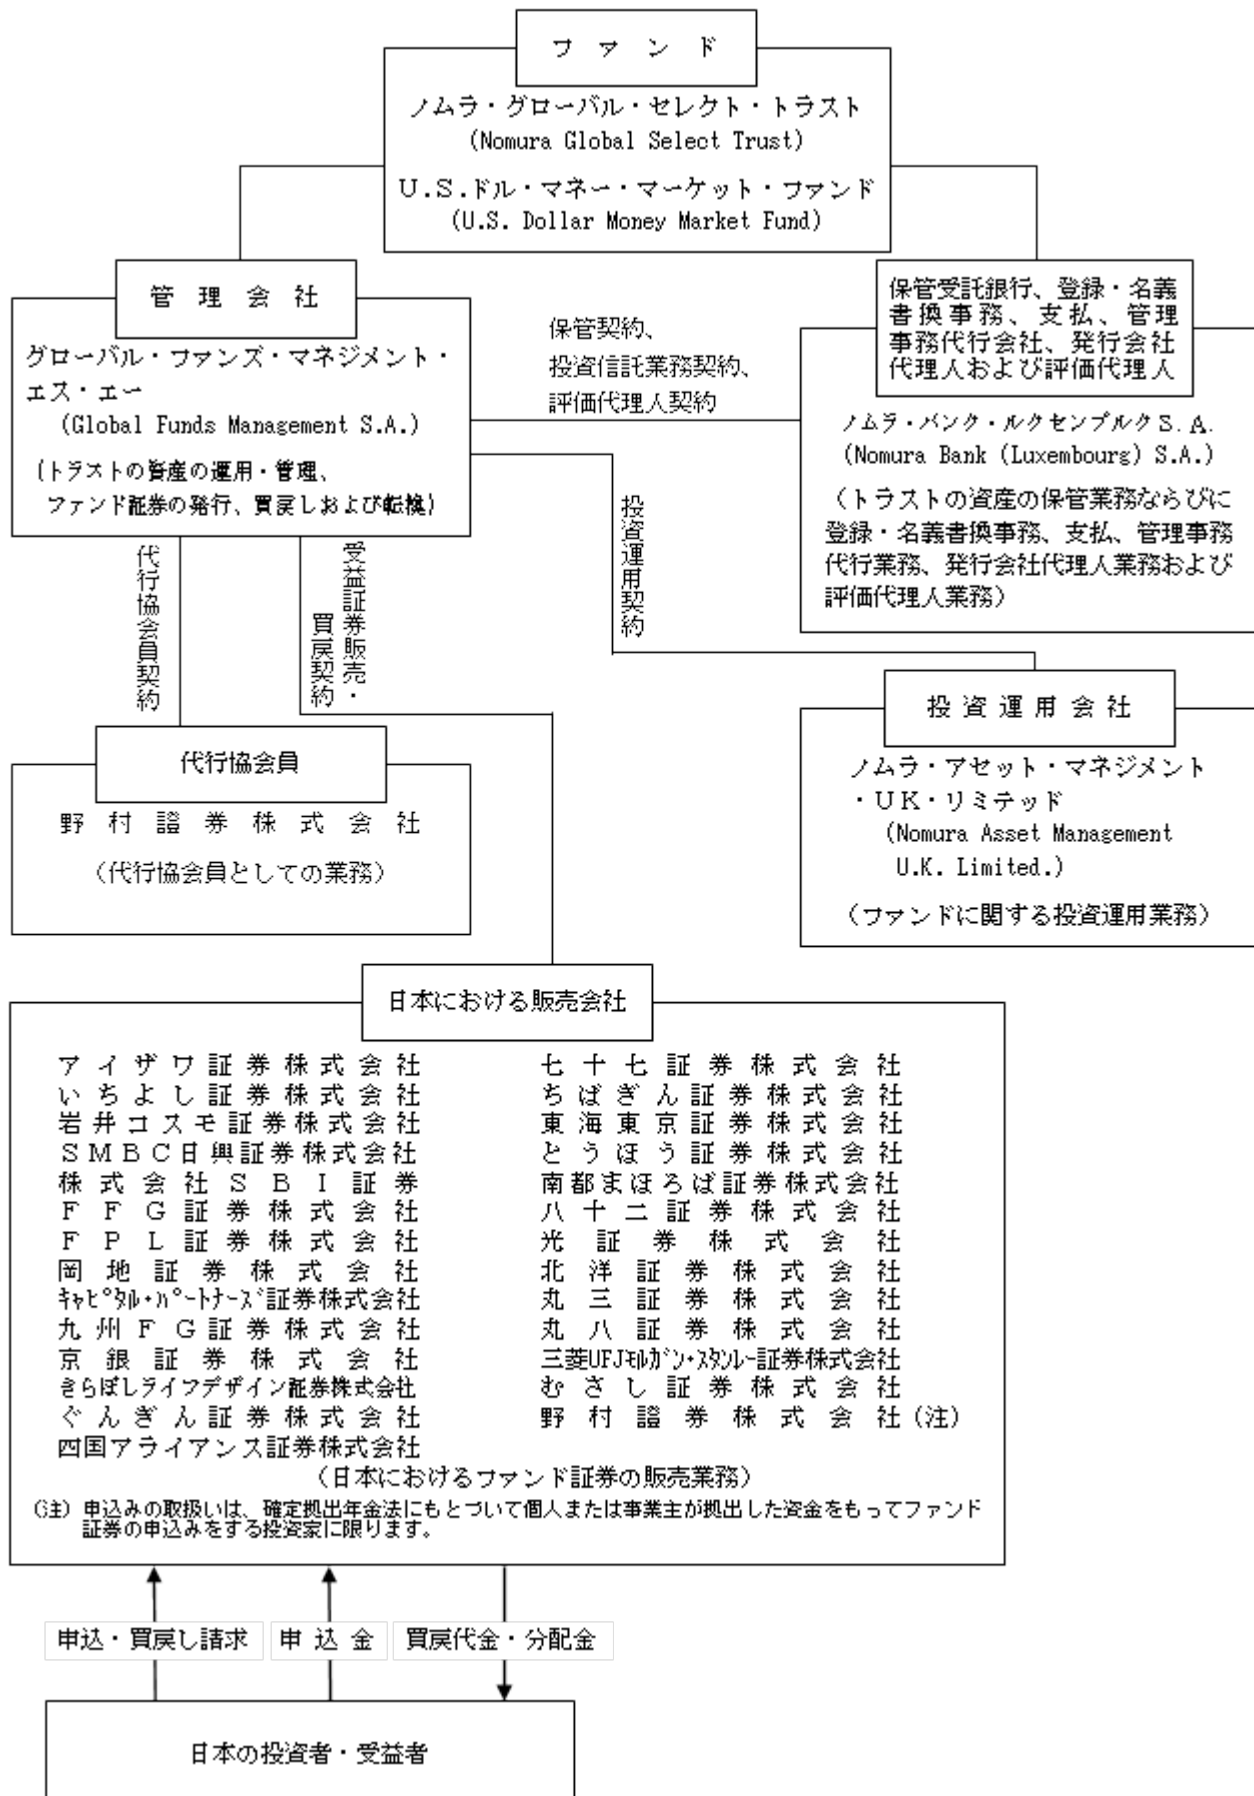 ファンド
ノムラ・グローバル・セレクト・トラスト
(Nomura Global Select Trust)
U.S.ドル・マネー・マーケット・ファンド
(U.S. Dollar Money Market Fund)
管理会社
グローバル・ファンズ・マネジメント・
エス・エー
(Global Funds Management S.A.)
(トラストの資産の運用・管理、
ファンド証券の発行、買戻しおよび転換)
保管契約、
投資信託業務契約、
評価代理人契約
保管受託銀行、登録・名義
書換事務、支払、管理
事務代行会社、発行会社
代理人および評価代理人
ノムラ・バンク・ルクセンブルクS.A.
(Nomura Bank (Luxembourg) S.A.)
(トラストの資産の保管業務ならびに
登録・名義書換事務、支払、管理事務
代行業務、発行会社代理人業務および
評価代理人業務)
代行協会員契約
受益証券販売・
買戻契約
投資運用契約
投資運用会社
ノムラ・アセット・マネジメント
・UK・リミテッド
(Nomura Asset Management
U.K. Limited.)
(ファンドに関する投資運用業務)
代行協会員
野村證券株式会社
(代行協会員としての業務)
日本における販売会社
アイザワ証券株式会社
いちよし証券株式会社
岩井コスモ証券株式会社
SMBC日興証券株式会社
株式会社SBI証券
FFG証券株式会社
FPL証券株式会社
岡地証券株式会社
キャピタル・パートナーズ証券株式会社
九州FG証券株式会社
京銀証券株式会社
きらぼしライフデザイン証券株式会社
ぐんぎん証券株式会社
四国アライアンス証券株式会社
七十七証券株式会社
ちばぎん証券株式会社
東海東京証券株式会社
とうほう証券株式会社
南都まほろば証券株式会社
八十二証券株式会社
光証券株式会社
北洋証券株式会社
丸三証券株式会社
丸八証券株式会社
三菱UFJモルガン・スタンレー証券株式会社
むさし証券株式会社
野村證券株式会社(注)
(日本におけるファンド証券の販売業務)
(注) 申込みの取扱いは、確定拠出年金法にもとづいて個人または事業主が拠出した資金をもってファンド
証券の申込みをする投資家に限ります。
申込・買戻し請求
申込金
買戻代金・分配金
日本の投資者・受益者